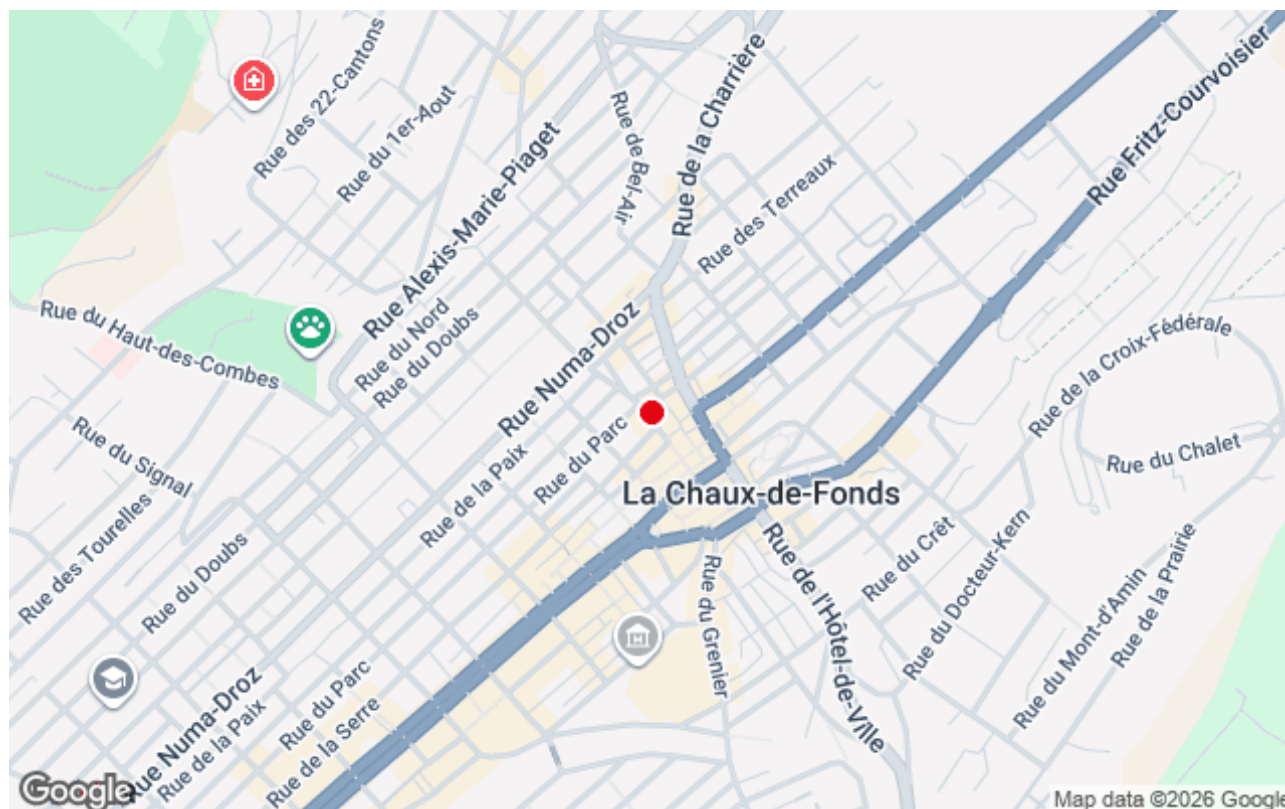 Rue des 22-Cantons
Rue du 1er-Aout
Rue de Bel-Air
Rue de la Charrière
Rue Fritz-Courvoisier
Rue Alexis-Marie-Piaget
Rue des Terreaux
Rue du Haut-des-Combes
Rue du Nord
Rue du Doubs
Rue Numa-Droz
Rue de la Croix-Fédérale
Rue du Parc
Rue du Signal
Rue de la Paix
Rue du Chalet
La Chaux-de-Fonds
Rue des Tourelles
Rue du Doubs
Rue du Grenier
Rue de l'Hôtel-de-Ville
Rue du Crêt
Rue du Docteur-Kern
Rue du Mont-d'Amin
Rue de la Prairie
Rue Numa-Droz
Rue de la Paix
Rue du Parc
Rue de la Serre
Google
Map data ©2026 Google